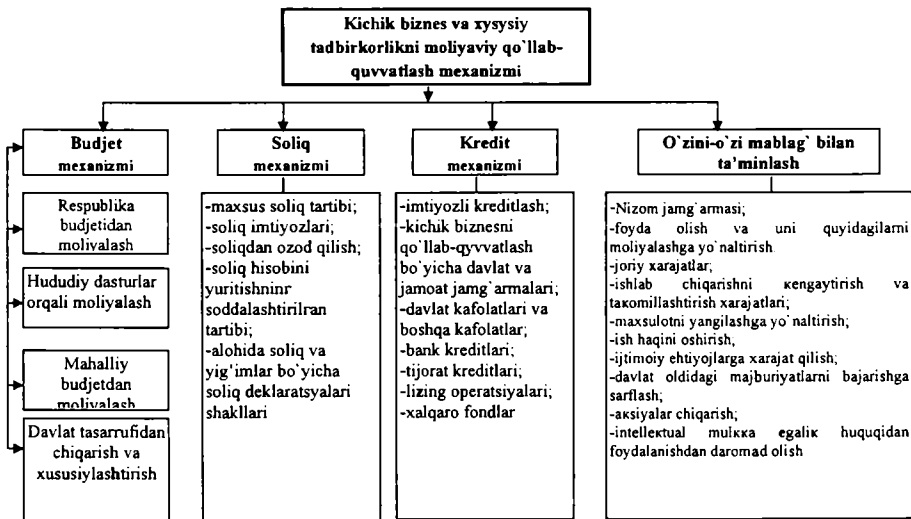 Kichik biznes va xysysiy
tadbirkorlikni moliyaviy qo`llab-
quvvatlash mexanizmi
Budjet
mexanizmi
Soliq
mexanizmi
Kredit
mexanizmi
O`zini-o`zi mablag` bilan
ta’minlash
Respublika
budjetidan
molivalash
Hududiy dasturlar
orqali moliyalash
Mahalliy
budjetdan
molivalash
Davlat tasarrufidan
chiqarish va
xususiylashtirish
-maxsus soliq tartibi;
-soliq imtiyozlari;
-soliqdan ozod qilish;
-soliq hisobini
yuritishninr
soddalashtirilran
tartibi;
-alohida soliq va
yig‘imlar bo`yicha
soliq deklaratsyalari
shakllari
-imtiyozli kreditlash;
-kichik biznesni
qo`llab-qyvvatlash
bo`yicha davlat va
jamoat jamg`armalari;
-davlat kafolatlari va
boshqa kafolatlar;
-bank kreditlari;
-tijorat kreditlari;
-lizing operatsiyalari;
-xalqaro fondlar
-Nizom jamg`armasi;
-foyda olish va uni quyidagilarni
moliyalashga yo`naltirish
-joriy xarajatlar;
-ishlab chiqarishni кengaytirish va
taкomillashtirish xarajatlari;
-maxsulotni yangilashga yo`naltirish;
-ish haqini oshirish;
-ijtimoiy ehtiyojlarga xarajat qilish;
-davlat oldidagi majburiyatlarni bajarishga
sarflash;
-aкsiyalar chiqarish;
-intelleкtual mulкка egaliк huquqidan
foydalanishdan daromad olish